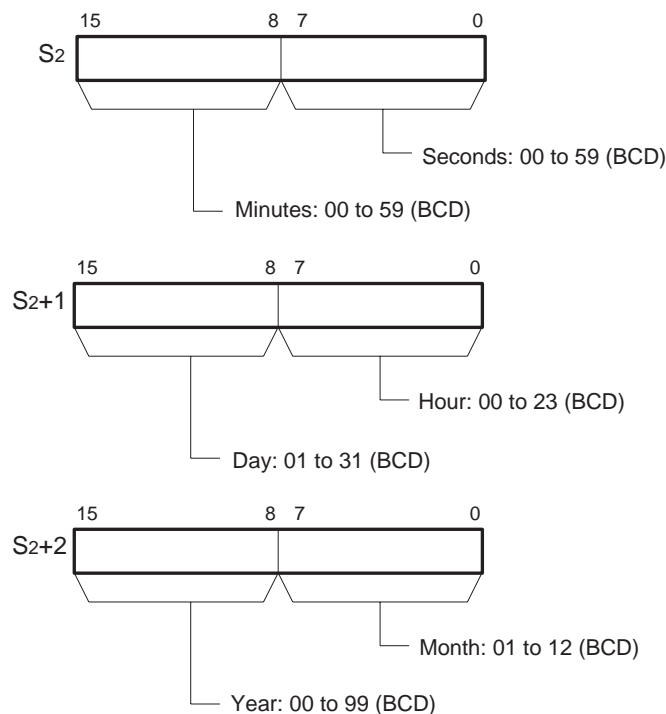 15 8 7 0
S2
Seconds: 00 to 59 (BCD)
Minutes: 00 to 59 (BCD)
15 8 7 0
S2+1
Hour: 00 to 23 (BCD)
Day: 01 to 31 (BCD)
15 8 7 0
S2+2
Month: 01 to 12 (BCD)
Year: 00 to 99 (BCD)